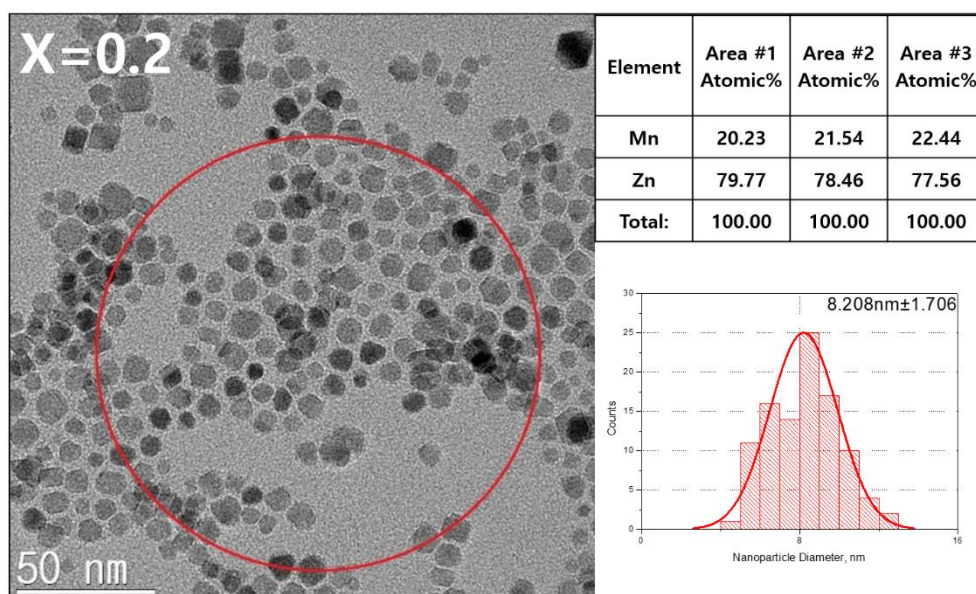 X=0.2
50 nm
Element Area #1 Atomic% Area #2 Atomic% Area #3 Atomic%
Mn 20.23 21.54 22.44
Zn 79.77 78.46 77.56
Total: 100.00 100.00 100.00
8.208nm±1.706
30
25
20
15
10
5
0
Counts
0 8 16
Nanoparticle Diameter, nm